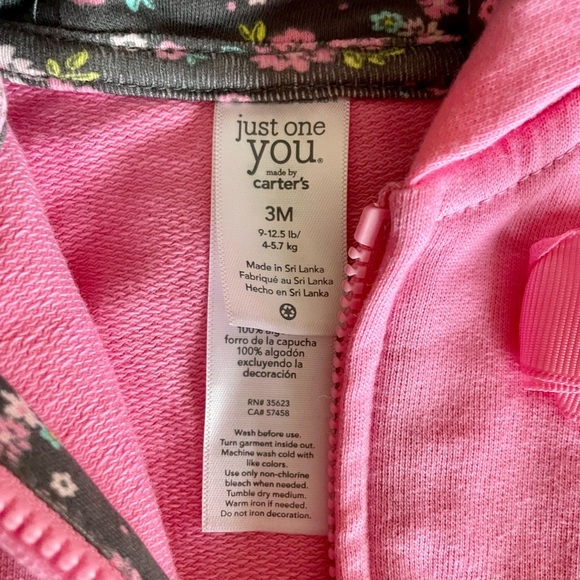 just one
you®
made by
carter's
3M
9-12.5 lb/
4-5.7 kg
Made in Sri Lanka
Fabriqué au Sri Lanka
Hecho en Sri Lanka
100%
forro de la capucha
100% algodón
excluyendo la
decoración
RN# 35623
CA# 57458
Wash before use.
Turn garment inside out.
Machine wash cold with
like colors.
Use only non-chlorine
bleach when needed.
Tumble dry medium.
Warm iron if needed.
Do not iron decoration.